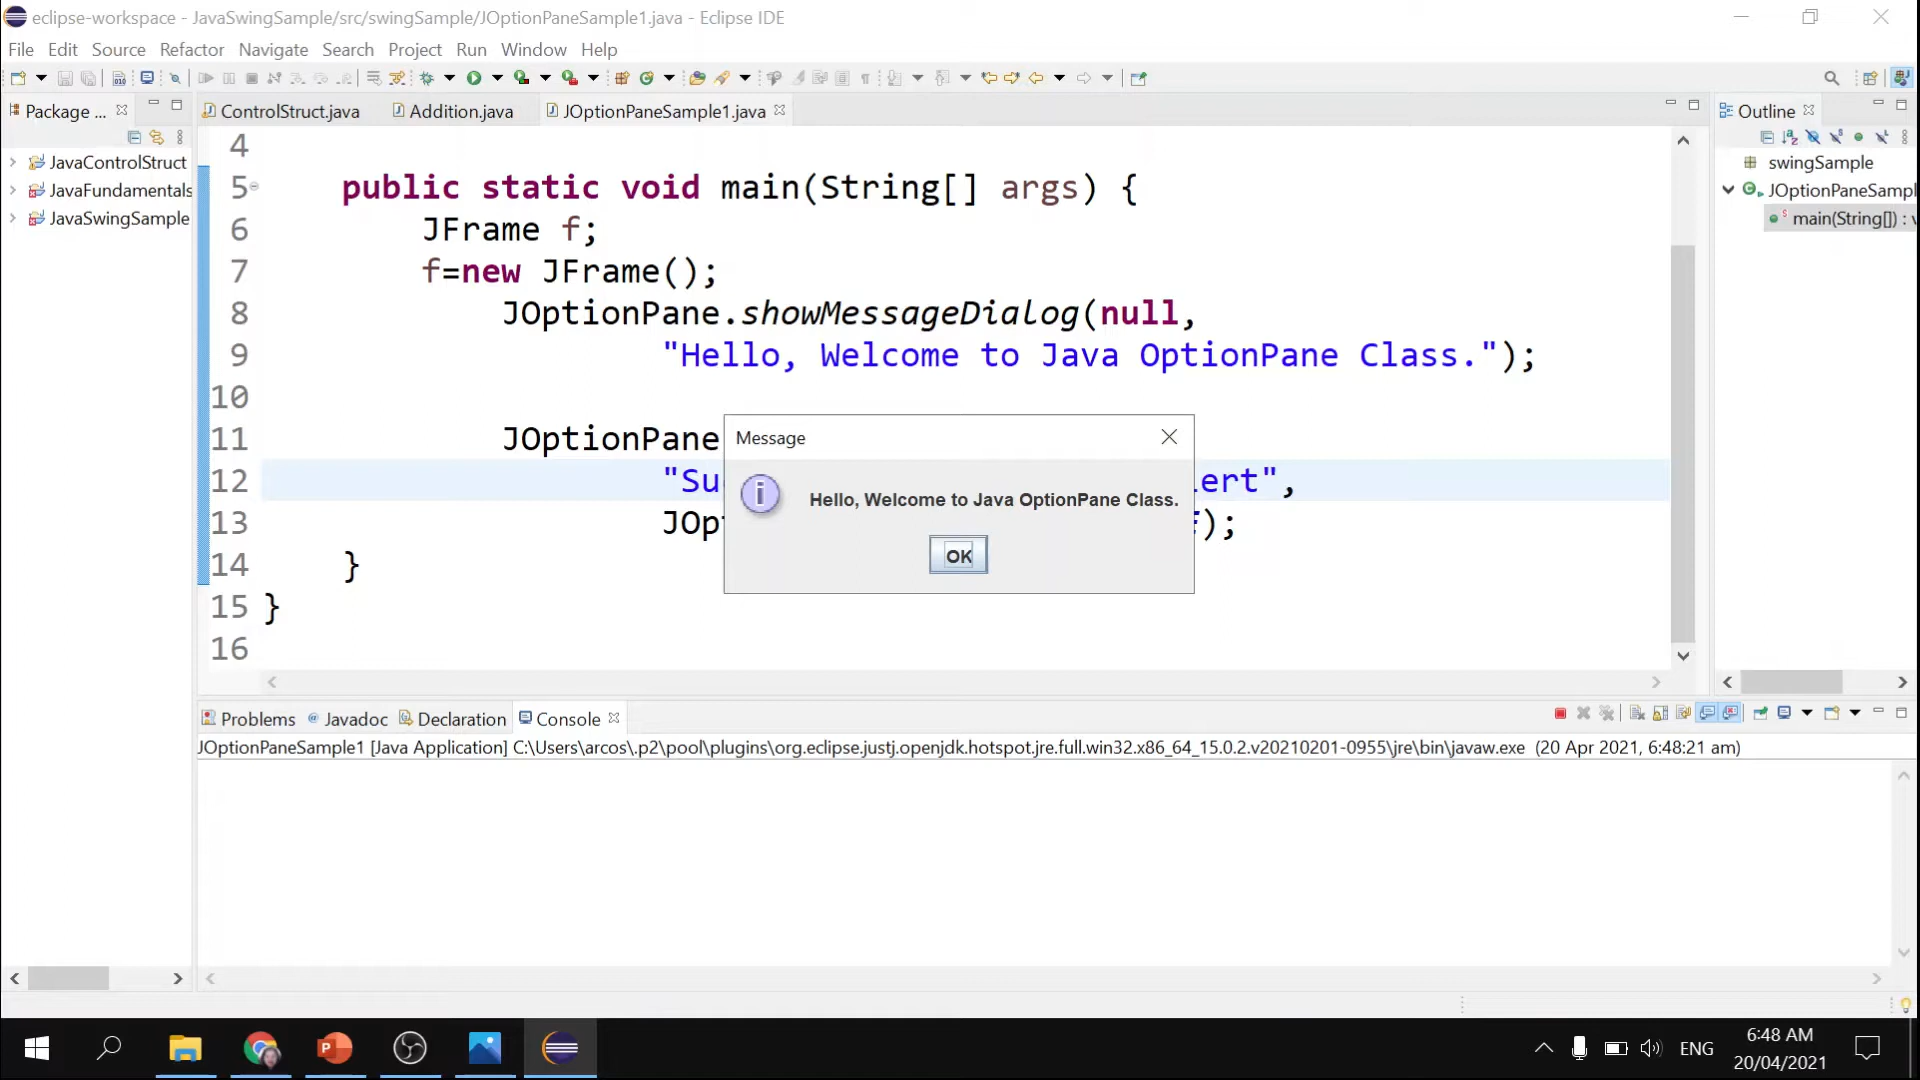 eclipse-workspace - JavaSwingSample/src/swingSample/JOptionPaneSample1.java - Eclipse IDE
File Edit Source Refactor Navigate Search Project Run Window Help
Package ...
ControlStruct.java Addition.java JOptionPaneSample1.java
Outline
JavaControlStruct
JavaFundamentals
JavaSwingSample
swingSample
JOptionPaneSampl
main(String[]) : v
4
5 public static void main(String[] args) {
6 JFrame f;
7 f=new JFrame();
8 JOptionPane.showMessageDialog(null,
9 "Hello, Welcome to Java OptionPane Class.");
10
11 JOptionPane
12 "Su lert",
13 JOp );
14 }
15 }
16
Message
Hello, Welcome to Java OptionPane Class.
OK
Problems Javadoc Declaration Console
JOptionPaneSample1 [Java Application] C:\Users\arcos\.p2\pool\plugins\org.eclipse.justj.openjdk.hotspot.jre.full.win32.x86_64_15.0.2.v20210201-0955\jre\bin\javaw.exe (20 Apr 2021, 6:48:21 am)
ENG
6:48 AM
20/04/2021